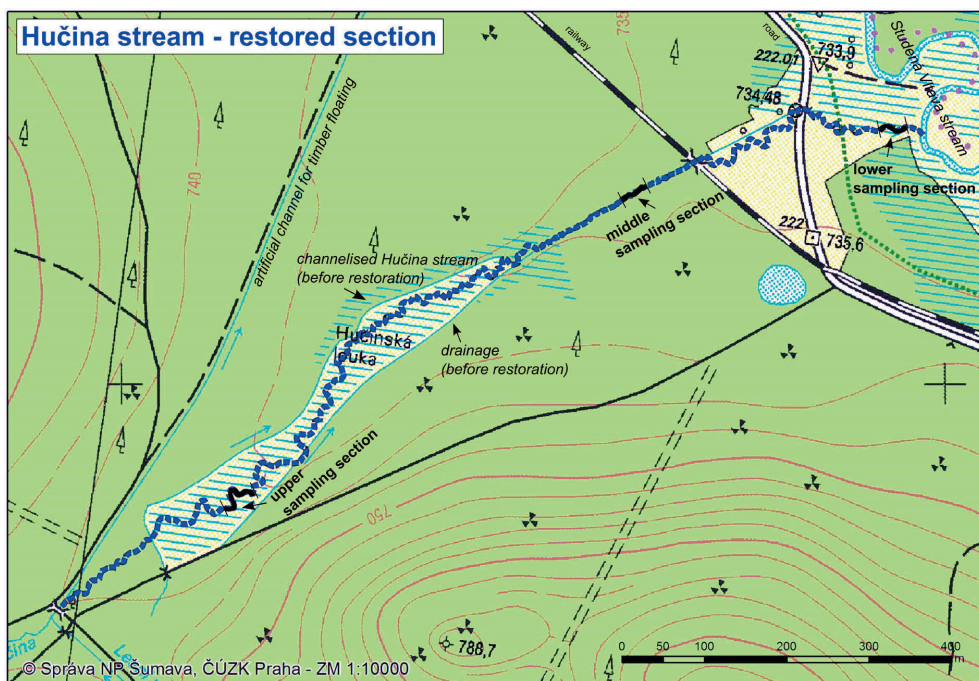 Hučina stream - restored section
735
railway
road
222.01
733,9
Studená Vltava stream
734,48
740
artificial channel for timber floating
lower
sampling section
middle
sampling section
222
735,6
channelised Hučina stream
(before restoration)
Hučinská
louka
drainage
(before restoration)
upper
sampling section
750
788,7
0 100 200 300 400
m
© Správa NP Šumava, ČÚZK Praha - ZM 1:10000